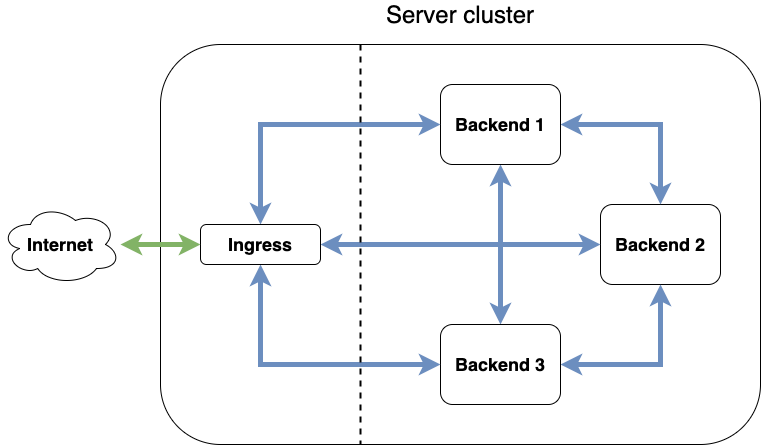 Server cluster
Backend 1
Internet
Ingress
Backend 2
Backend 3